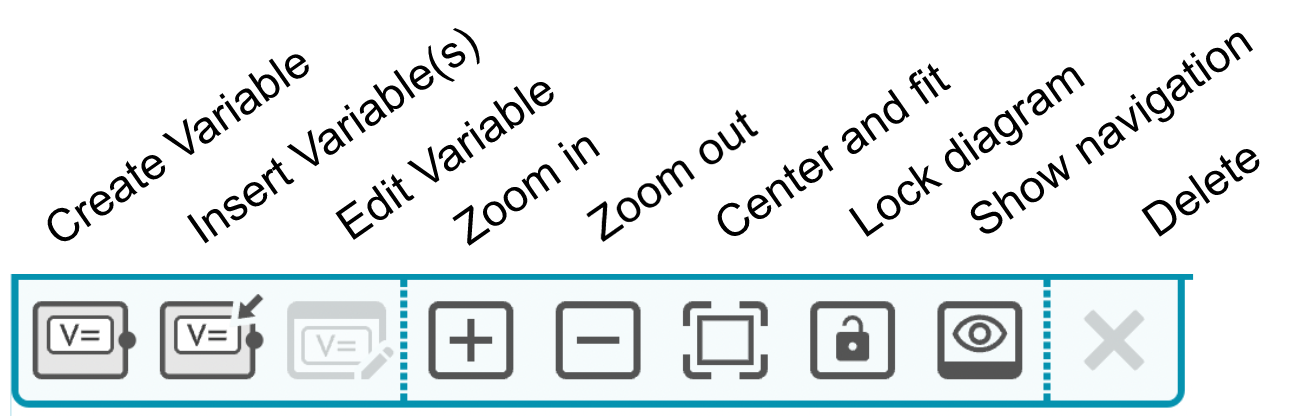 Create Variable
Insert Variable(s)
Edit Variable
Zoom in
Zoom out
Center and fit
Lock diagram
Show navigation
Delete
V=
V=
V=